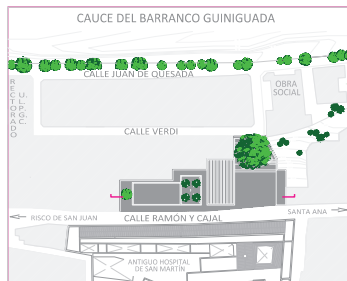 CAUCE DEL BARRANCO GUINIGUADA
CALLE JUAN DE QUESADA
RECTORADO
U.L.P.G.C.
OBRA
SOCIAL
CALLE VERDI
RISCO DE SAN JUAN
CALLE RAMÓN Y CAJAL
SANTA ANA
ANTIGUO HOSPITAL
DE SAN MARTÍN